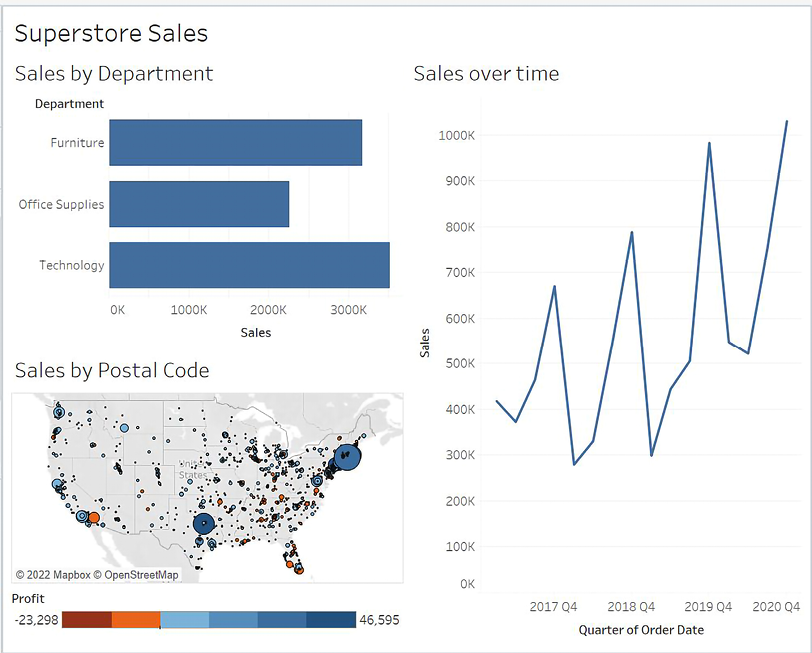 Superstore Sales
Sales by Department
Department
Furniture
Office Supplies
Technology
0K 1000K 2000K 3000K
Sales
Sales by Postal Code
United
States
© 2022 Mapbox © OpenStreetMap
Profit
-23,298 46,595
Sales over time
1000K
900K
800K
700K
600K
500K
400K
300K
200K
100K
0K
Sales
2017 Q4 2018 Q4 2019 Q4 2020 Q4
Quarter of Order Date